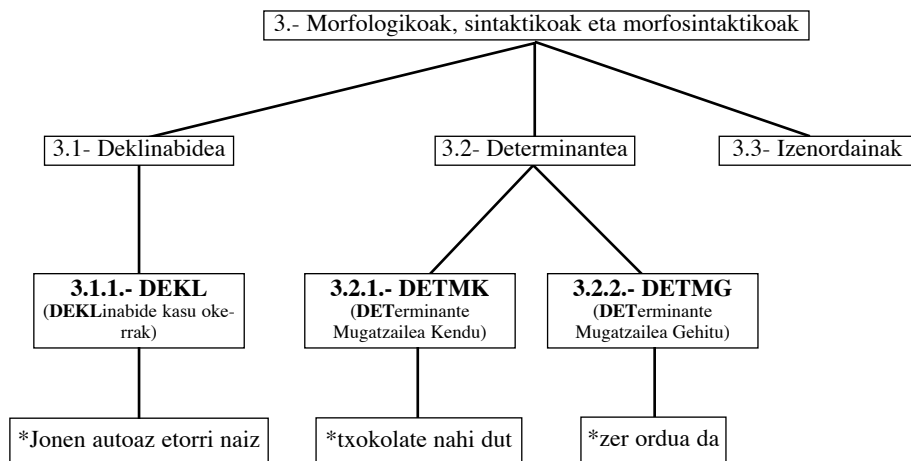 3.- Morfologikoak, sintaktikoak eta morfosintaktikoak
3.1- Deklinabidea
3.2- Determinantea
3.3- Izenordainak
3.1.1.- DEKL
(DEKLinabide kasu oke-
rrak)
3.2.1.- DETMK
(DETerminante
Mugatzailea Kendu)
3.2.2.- DETMG
(DETerminante
Mugatzailea Gehitu)
*Jonen autoaz etorri naiz
*txokolate nahi dut
*zer ordua da